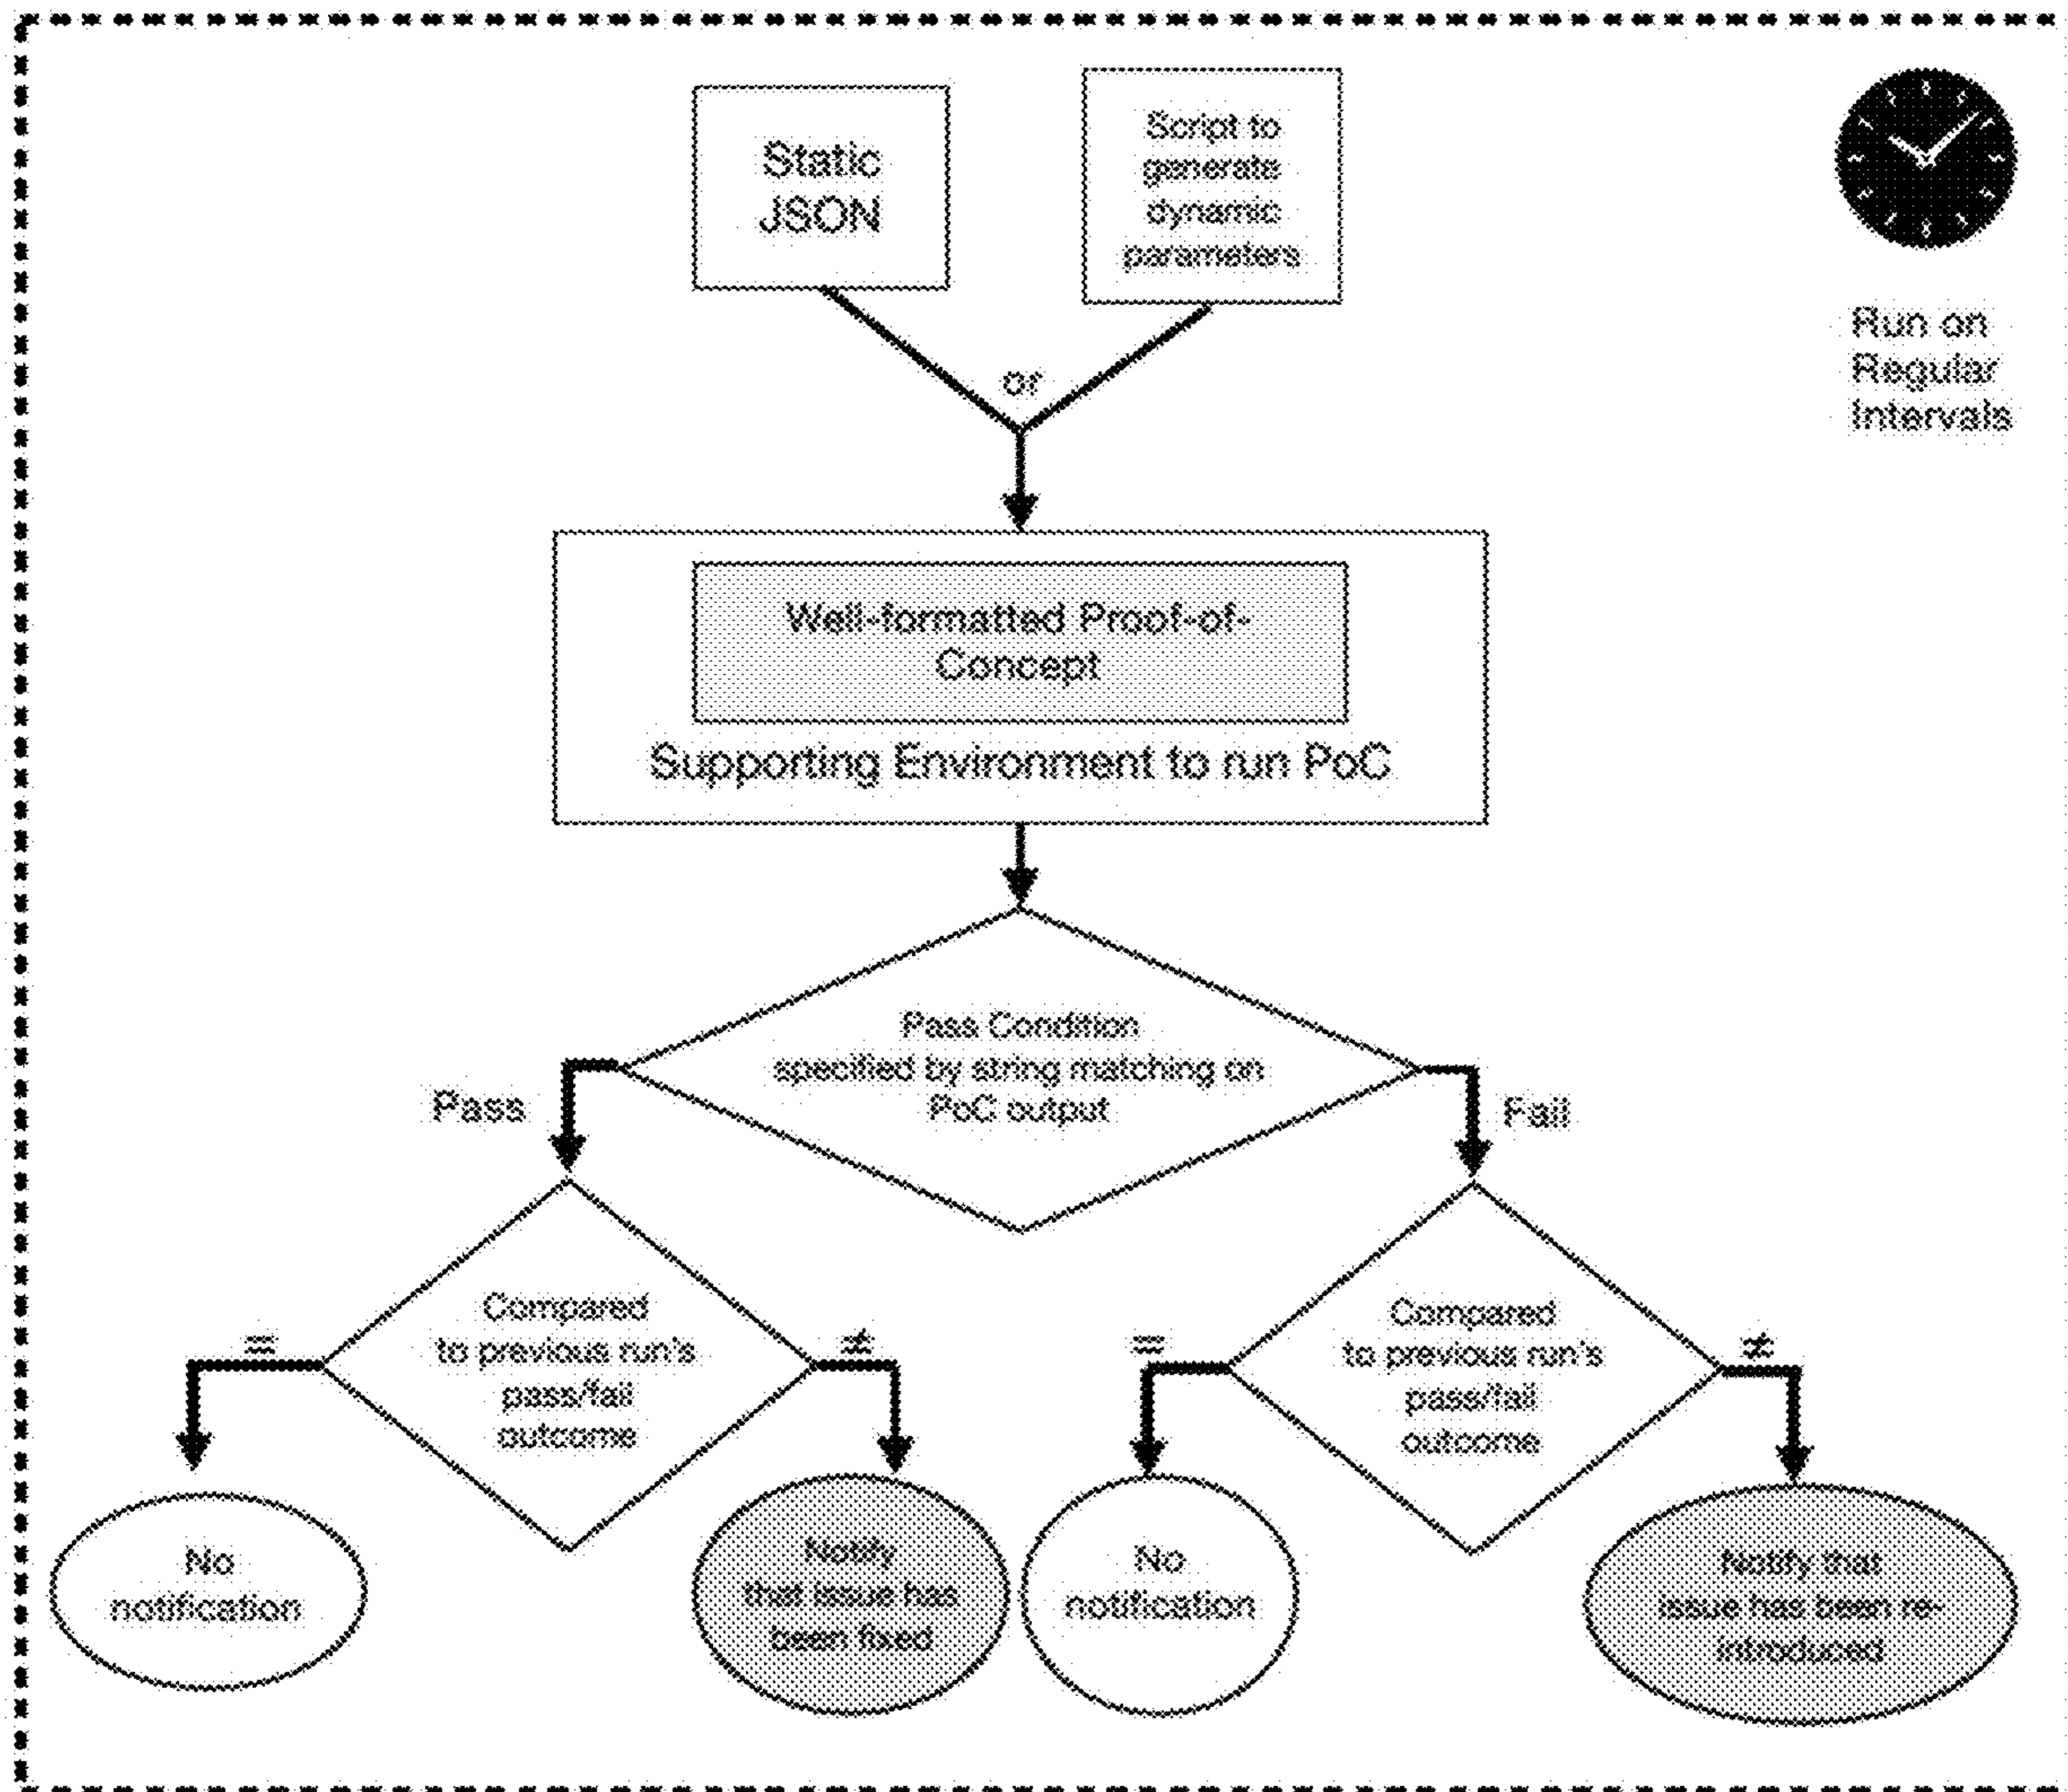 Static
JSON
Script to
generate
dynamic
parameters
Run on
Regular
Intervals
or
Well-formatted Proof-of-
Concept
Supporting Environment to run PoC
Pass Condition
specified by string matching on
PoC output
Pass
Fail
Compared
to previous run's
pass/fail
outcome
=
≠
Compared
to previous run's
pass/fail
outcome
=
≠
No
notification
Notify
that issue has
been fixed
No
notification
Notify that
issue has been re-
introduced